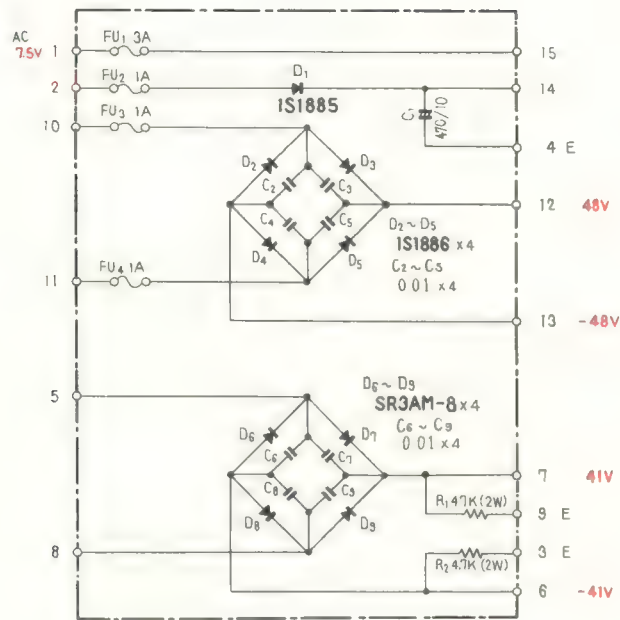 AC
7.5V 1 FU1 3A 15
2 FU2 1A D1 14
1S1885
10 FU3 1A C1 470/10
4 E
D2 D3
C2 C3
12 48V
C4 C5
D2~D5
1S1886 x4
D4 D5
C2~C5
0.01 x4
11 FU4 1A
13 -48V
5
D6~D9
SR3AM-8 x4
C6~C9
0.01 x4
D6 D7
C6 C7
7 41V
C8 C9
R1 4.7K (2W) 9 E
D8 D9
8 3 E
R2 4.7K (2W)
6 -41V